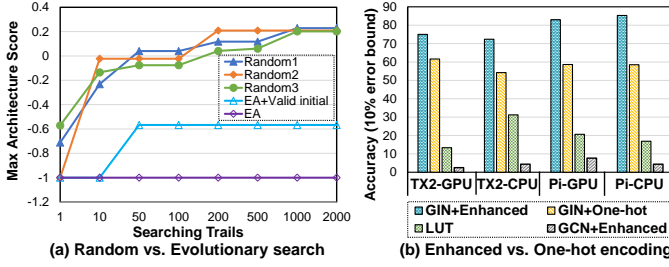 Max Architecture Score
0.4
0.2
0
-0.2
-0.4
-0.6
-0.8
-1
-1.2
Random1
Random2
Random3
EA+Valid initial
EA
1 10 50 100 200 500 1000 2000
Searching Trails
(a) Random vs. Evolutionary search
Accuracy (10% error bound)
90
80
70
60
50
40
30
20
10
0
TX2-GPU TX2-CPU Pi-GPU Pi-CPU
GIN+Enhanced GIN+One-hot
LUT GCN+Enhanced
(b) Enhanced vs. One-hot encoding